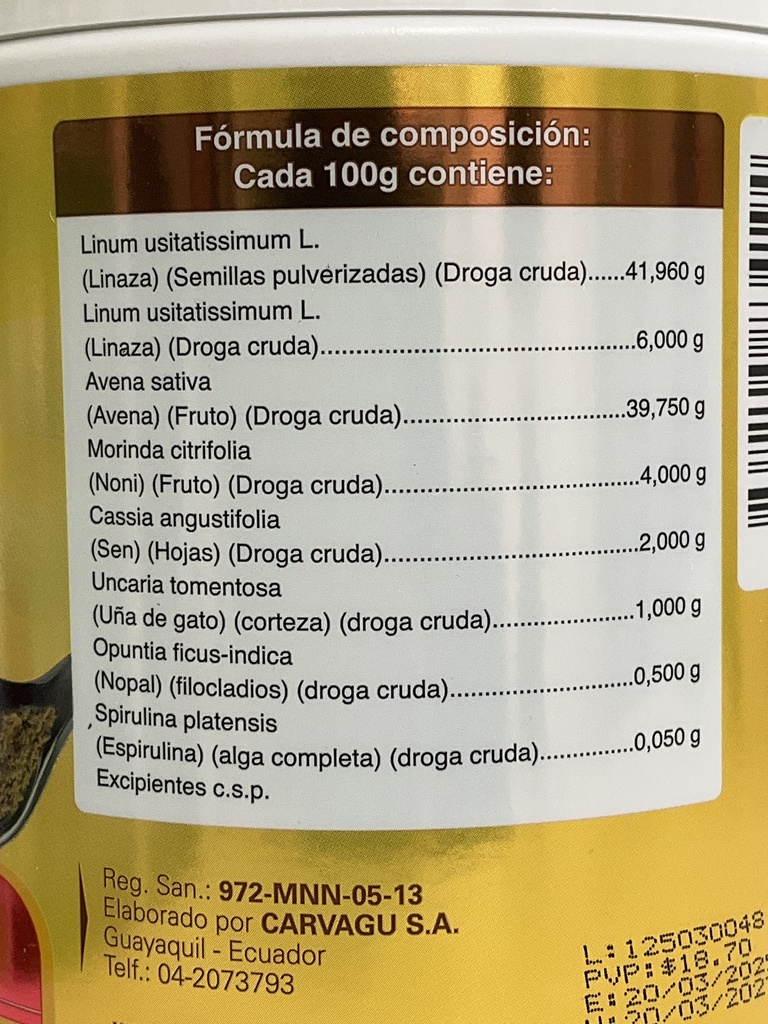 Fórmula de composición:
Cada 100g contiene:
Linum usitatissimum L.
(Linaza) (Semillas pulverizadas) (Droga cruda)......41,960 g
Linum usitatissimum L.
(Linaza) (Droga cruda)..................................................6,000 g
Avena sativa
(Avena) (Fruto) (Droga cruda)...................................39,750 g
Morinda citrifolia
(Noni) (Fruto) (Droga cruda).......................................4,000 g
Cassia angustifolia
(Sen) (Hojas) (Droga cruda).......................................2,000 g
Uncaria tomentosa
(Uña de gato) (corteza) (droga cruda)......................1,000 g
Opuntia ficus-indica
(Nopal) (filocladios) (droga cruda)............................0,500 g
Spirulina platensis
(Espirulina) (alga completa) (droga cruda)...............0,050 g
Excipientes c.s.p.
Reg. San.: 972-MNN-05-13
Elaborado por CARVAGU S.A.
Guayaquil - Ecuador
Telf.: 04-2073793
L: 125030048
PVP: $18.70
E: 20/03/202
20/03/202